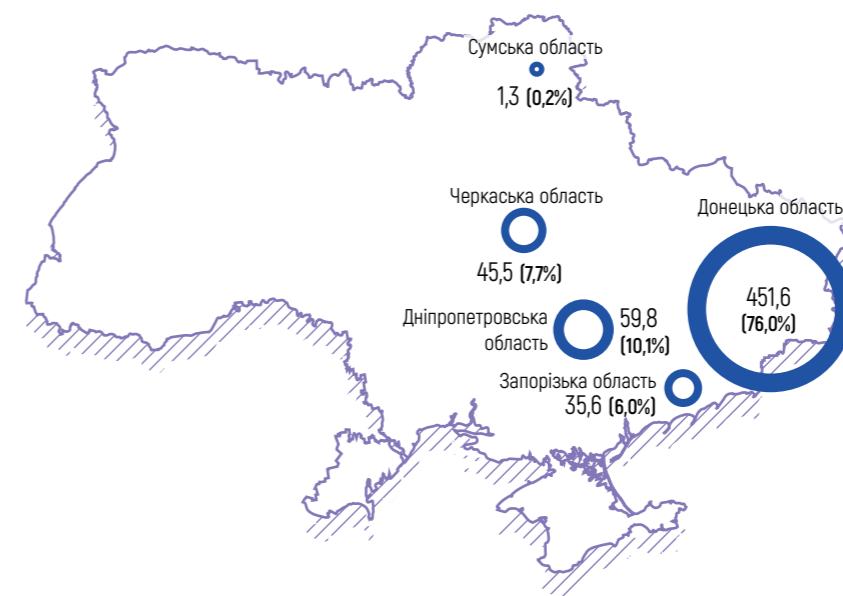 Сумська область
1,3 (0,2%)
Черкаська область
45,5 (7,7%)
Донецька область
451,6
(76,0%)
Дніпропетровська
область
59,8
(10,1%)
Запорізька область
35,6 (6,0%)